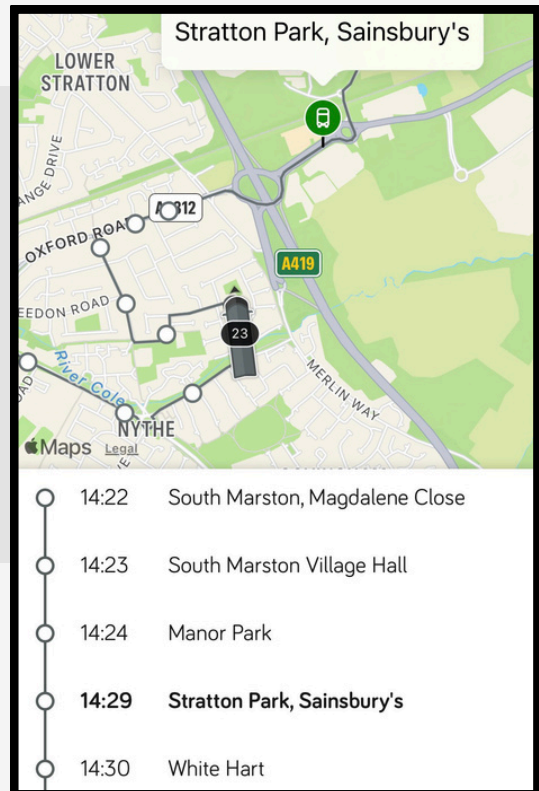 Stratton Park, Sainsbury's
LOWER
STRATTON
ANGE DRIVE
OXFORD ROAD
A419
EEDON ROAD
23
River Cole
MERLIN WAY
NYTHE
Maps Legal
14:22 South Marston, Magdalene Close
14:23 South Marston Village Hall
14:24 Manor Park
14:29 Stratton Park, Sainsbury's
14:30 White Hart